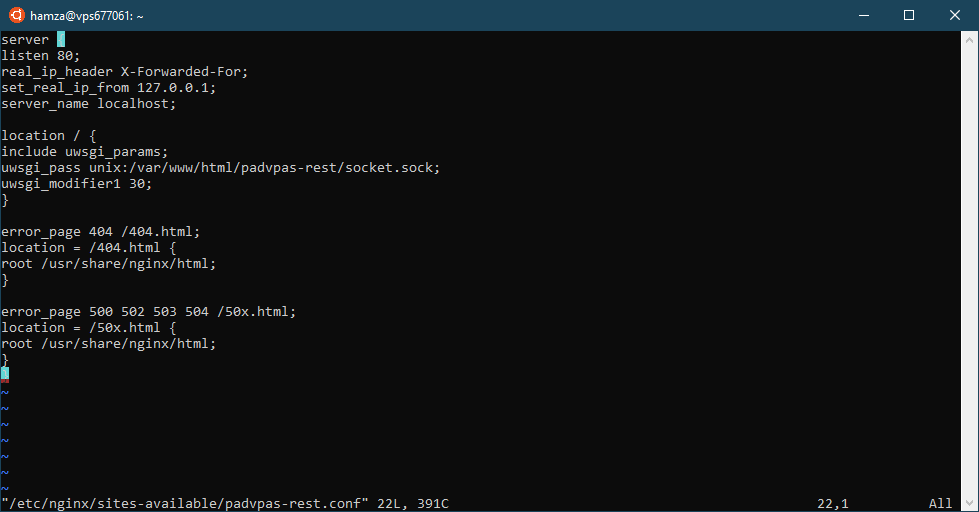 hamza@vps677061: ~
server {
listen 80;
real_ip_header X-Forwarded-For;
set_real_ip_from 127.0.0.1;
server_name localhost;

location / {
include uwsgi_params;
uwsgi_pass unix:/var/www/html/padvpas-rest/socket.sock;
uwsgi_modifier1 30;
}

error_page 404 /404.html;
location = /404.html {
root /usr/share/nginx/html;
}

error_page 500 502 503 504 /50x.html;
location = /50x.html {
root /usr/share/nginx/html;
}
}
~
~
~
~
~
~
~
"/etc/nginx/sites-available/padvpas-rest.conf" 22L, 391C 22,1 All